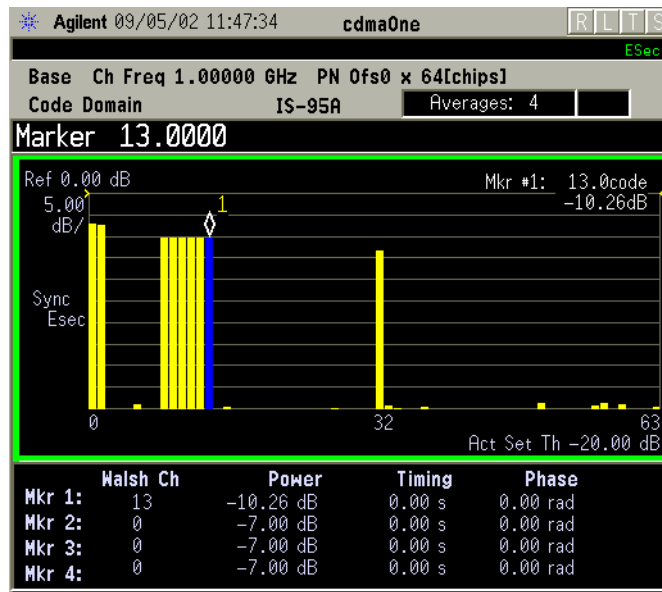 Agilent 09/05/02 11:47:34 cdmaOne R L T S
ESec
Base Ch Freq 1.00000 GHz PN Ofs0 x 64[chips]
Code Domain IS-95A Averages: 4
Marker 13.0000
Ref 0.00 dB Mkr #1: 13.0code
5.00 1 -10.26dB
dB/
Sync
Esec
0 32 63
Act Set Th -20.00 dB
Walsh Ch Power Timing Phase
Mkr 1: 13 -10.26 dB 0.00 s 0.00 rad
Mkr 2: 0 -7.00 dB 0.00 s 0.00 rad
Mkr 3: 0 -7.00 dB 0.00 s 0.00 rad
Mkr 4: 0 -7.00 dB 0.00 s 0.00 rad